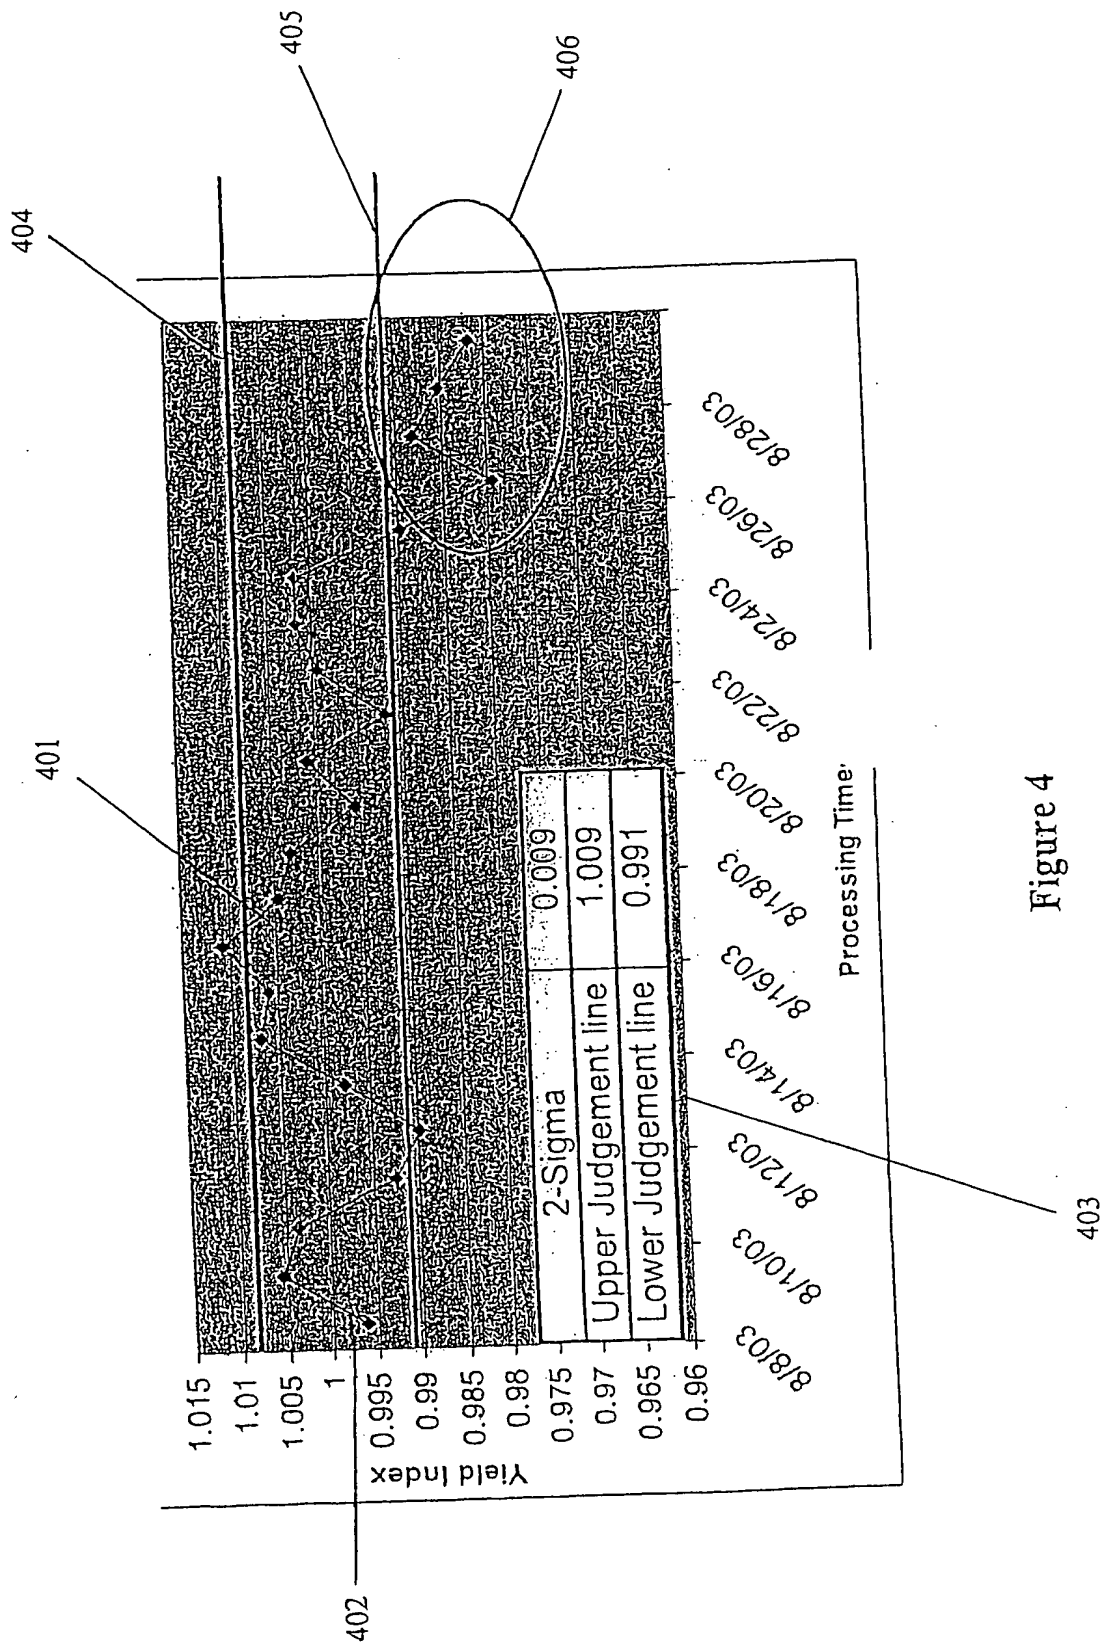 404
405
406
401
402
Yield Index
1.015
1.01
1.005
1
0.995
0.99
0.985
0.98
0.975
0.97
0.965
0.96
2-Sigma 0.009
Upper Judgement line 1.009
Lower Judgement line 0.991
8/8/03 8/10/03 8/12/03 8/14/03 8/16/03 8/18/03 8/20/03 8/22/03 8/24/03 8/26/03 8/28/03
Processing Time
403
Figure 4